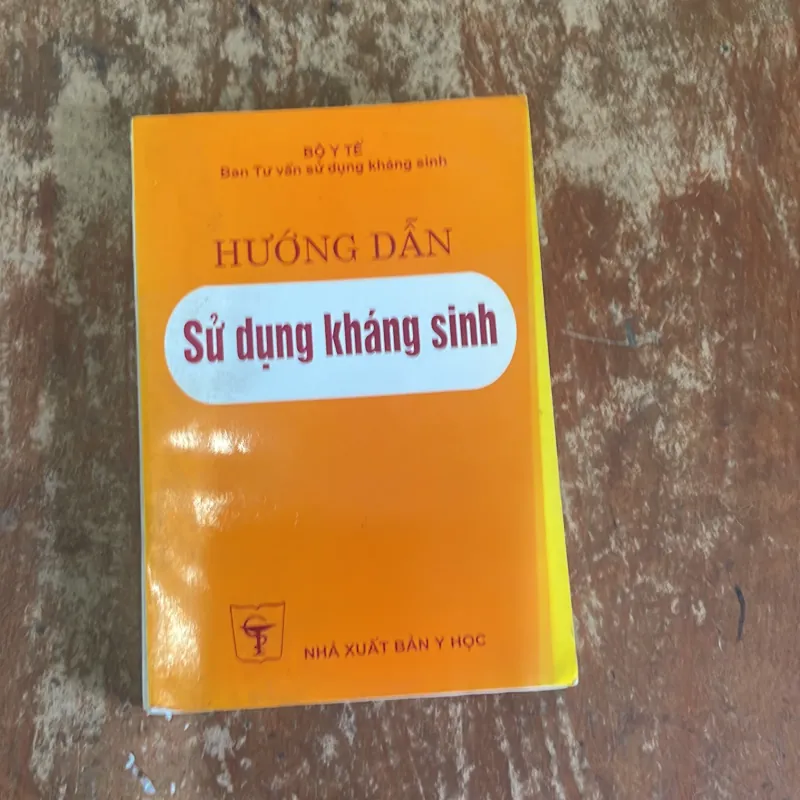 BỘ Y TẾ
Ban Tư vấn sử dụng kháng sinh
HƯỚNG DẪN
Sử dụng kháng sinh
NHÀ XUẤT BẢN Y HỌC